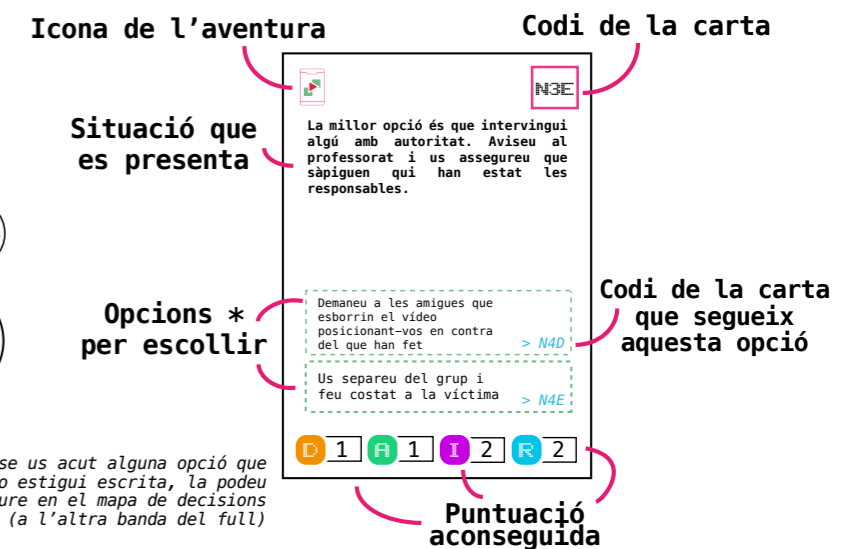 Icona de l’aventura
Codi de la carta
N3E
Situació que
es presenta
La millor opció és que intervingui
algú amb autoritat. Aviseu al
professorat i us assegureu que
sàpiguen qui han estat les
responsables.
Opcions *
per escollir
Demaneu a les amigues que
esborrin el vídeo
posicionant-vos en contra
del que han fet
> N4D
Codi de la carta
que segueix
aquesta opció
Us separeu del grup i
feu costat a la víctima
> N4E
D 1 A 1 I 2 R 2
Puntuació
aconseguida
se us acut alguna opció que
o estigui escrita, la podeu
ure en el mapa de decisions
(a l’altra banda del full)